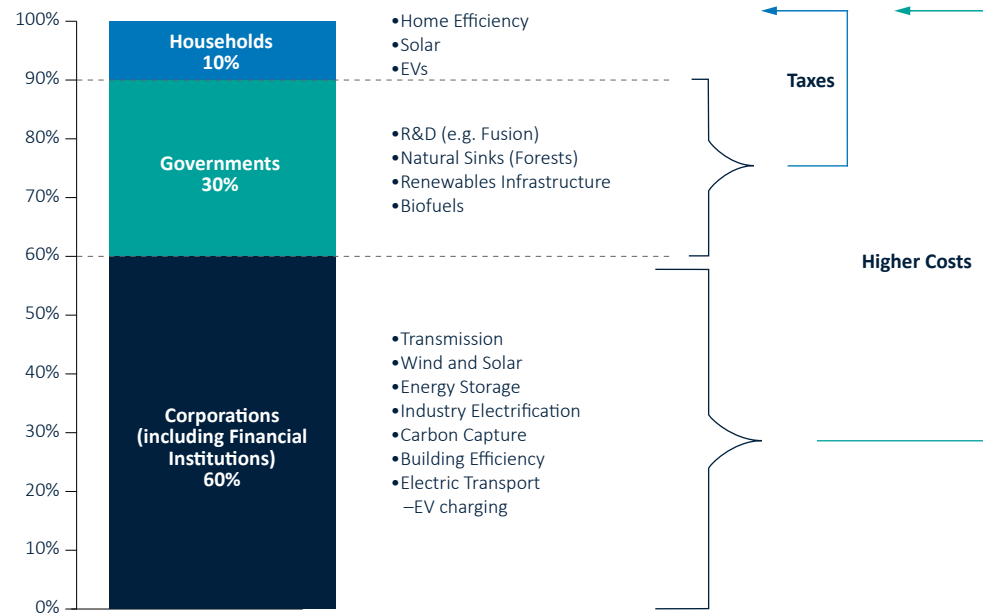 100%
90%
80%
70%
60%
50%
40%
30%
20%
10%
0%
Households
10%
Governments
30%
Corporations
(including Financial
Institutions)
60%
•Home Efficiency
•Solar
•EVs
•R&D (e.g. Fusion)
•Natural Sinks (Forests)
•Renewables Infrastructure
•Biofuels
•Transmission
•Wind and Solar
•Energy Storage
•Industry Electrification
•Carbon Capture
•Building Efficiency
•Electric Transport
–EV charging
Taxes
Higher Costs